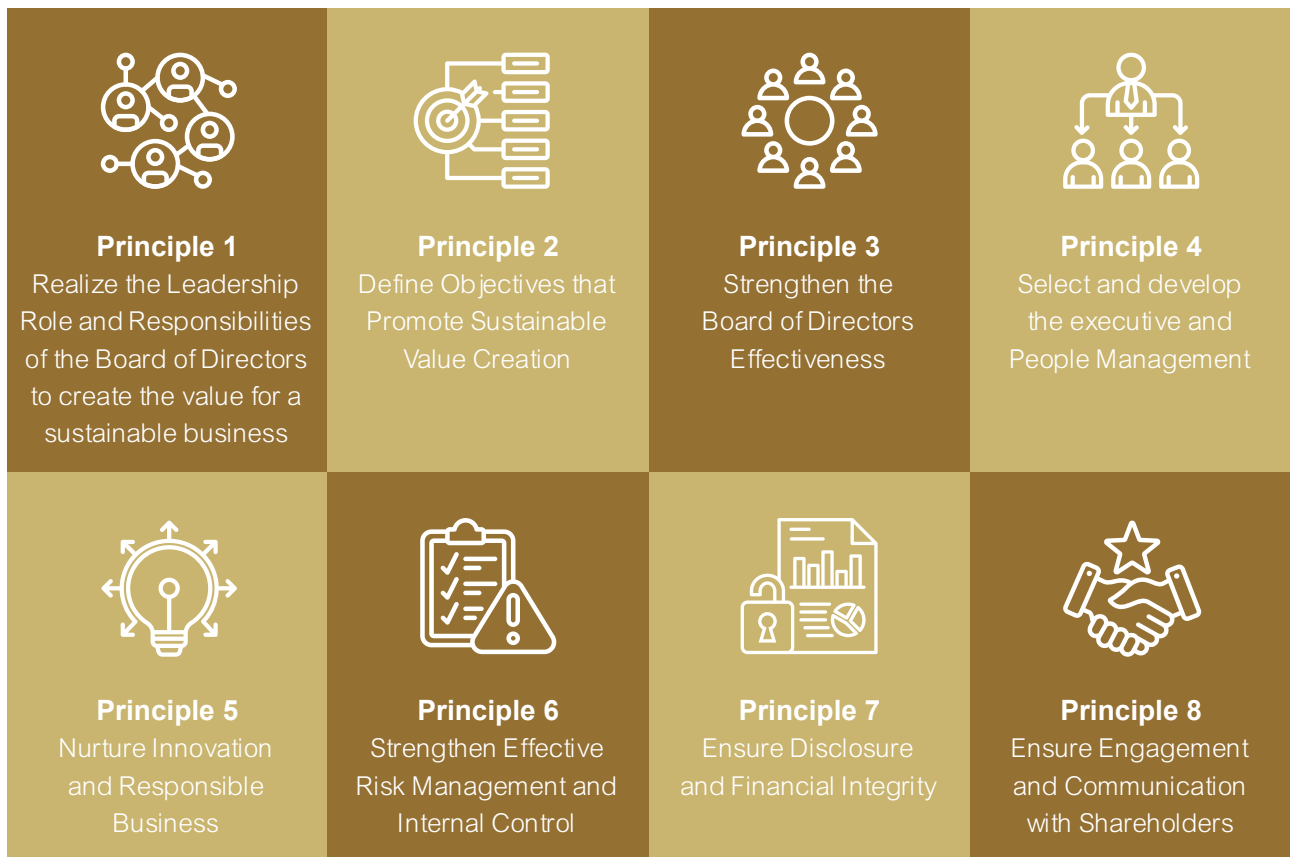 Principle 1
Realize the Leadership
Role and Responsibilities
of the Board of Directors
to create the value for a
sustainable business
Principle 2
Define Objectives that
Promote Sustainable
Value Creation
Principle 3
Strengthen the
Board of Directors
Effectiveness
Principle 4
Select and develop
the executive and
People Management
Principle 5
Nurture Innovation
and Responsible
Business
Principle 6
Strengthen Effective
Risk Management and
Internal Control
Principle 7
Ensure Disclosure
and Financial Integrity
Principle 8
Ensure Engagement
and Communication
with Shareholders